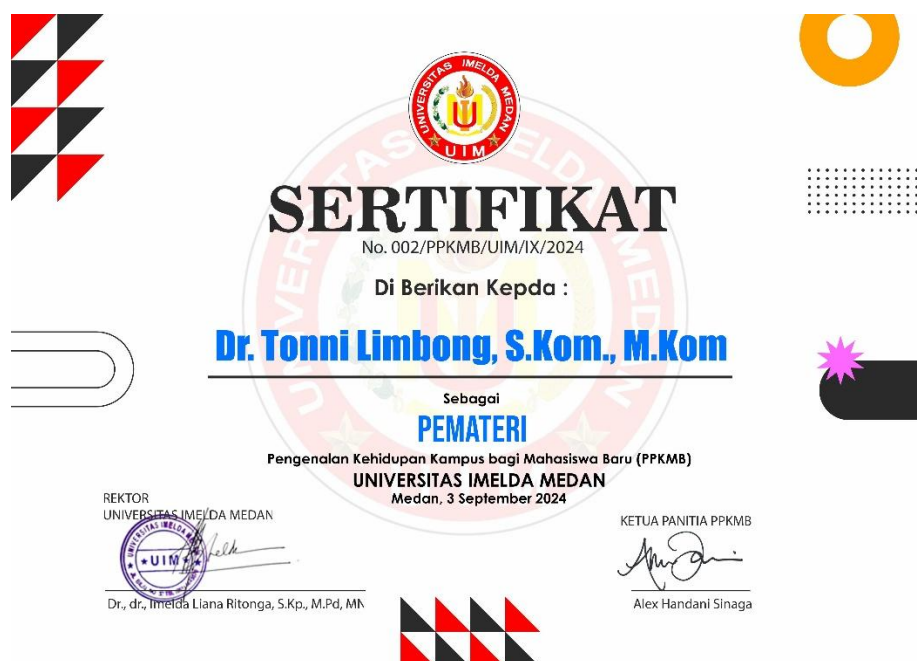 UNIVERSITAS IMELDA MEDAN
UIM
SERTIFIKAT
No. 002/PPKMB/UIM/IX/2024
Di Berikan Kepda :
Dr. Tonni Limbong, S.Kom., M.Kom
Sebagai
PEMATERI
Pengenalan Kehidupan Kampus bagi Mahasiswa Baru (PPKMB)
UNIVERSITAS IMELDA MEDAN
Medan, 3 September 2024
REKTOR
UNIVERSITAS IMELDA MEDAN
UIM
Dr., dr., Imelda Liana Ritonga, S.Kp., M.Pd, MN
KETUA PANITIA PPKMB
Alex Handani Sinaga